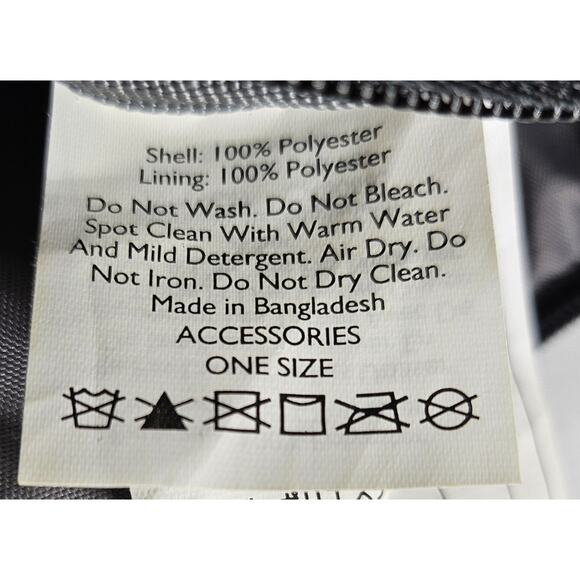 Shell: 100% Polyester
Lining: 100% Polyester
Do Not Wash. Do Not Bleach.
Spot Clean With Warm Water
And Mild Detergent. Air Dry. Do
Not Iron. Do Not Dry Clean.
Made in Bangladesh
ACCESSORIES
ONE SIZE